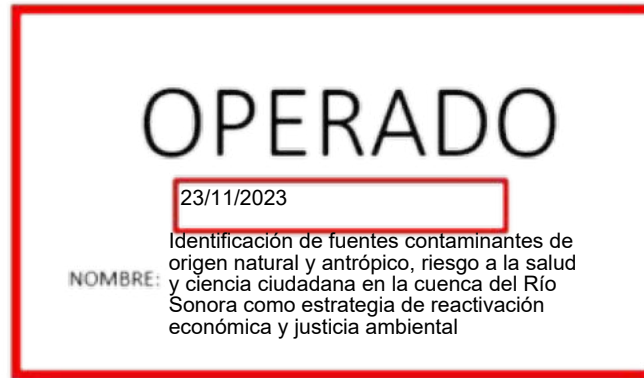 OPERADO
23/11/2023
Identificación de fuentes contaminantes de
origen natural y antrópico, riesgo a la salud
NOMBRE: y ciencia ciudadana en la cuenca del Río
Sonora como estrategia de reactivación
económica y justicia ambiental